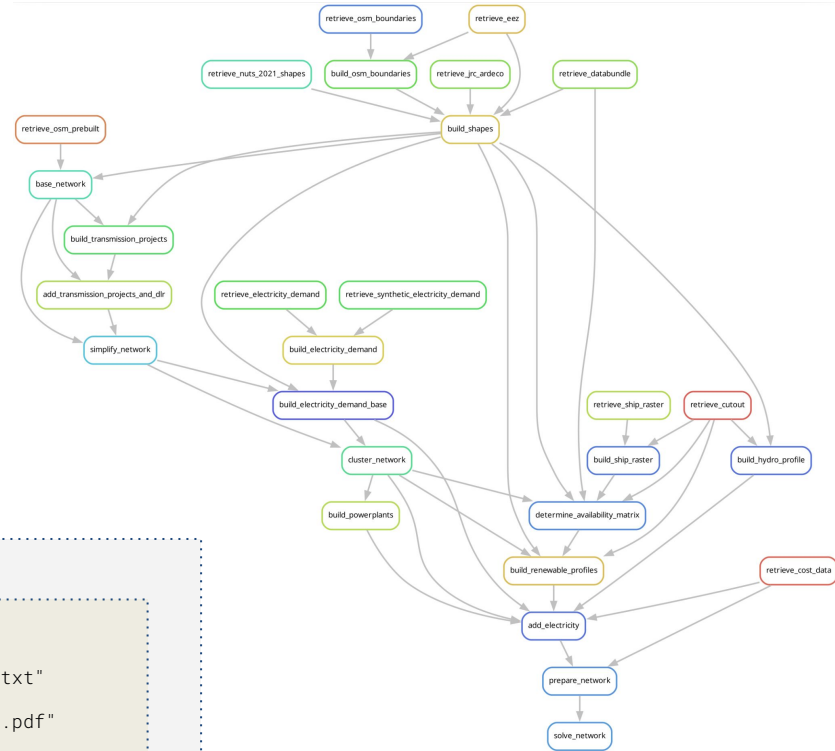 retrieve_osm_boundaries
retrieve_eez
retrieve_nuts_2021_shapes
build_osm_boundaries
retrieve_jrc_ardeco
retrieve_databundle
retrieve_osm_prebuilt
build_shapes
base_network
build_transmission_projects
add_transmission_projects_and_dlr
retrieve_electricity_demand
retrieve_synthetic_electricity_demand
simplify_network
build_electricity_demand
build_electricity_demand_base
retrieve_ship_raster
retrieve_cutout
cluster_network
build_ship_raster
build_hydro_profile
build_powerplants
determine_availability_matrix
build_renewable_profiles
retrieve_cost_data
add_electricity
txt"
prepare_network
.pdf"
solve_network